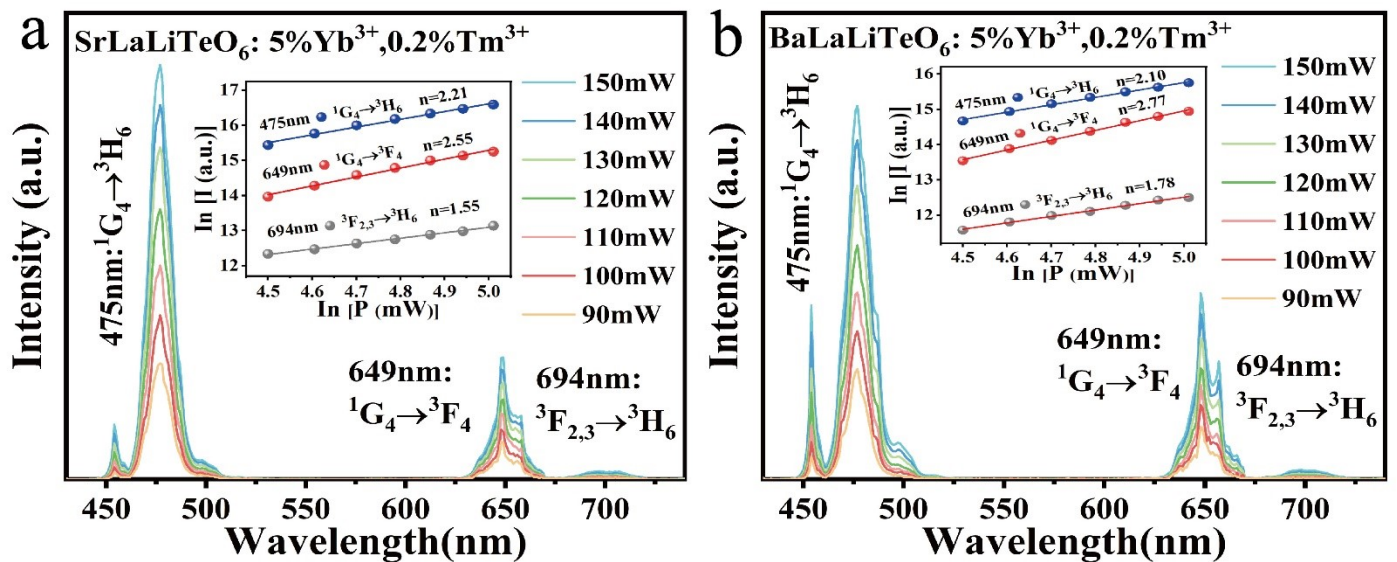 a
SrLaLiTeO₆: 5%Yb³⁺,0.2%Tm³⁺
Intensity (a.u.)
475nm:¹G₄→³H₆
ln [I (a.u.)]
17
16
15
14
13
12
475nm ¹G₄→³H₆ n=2.21
649nm ¹G₄→³F₄ n=2.55
694nm ³F₂,₃→³H₆ n=1.55
4.5 4.6 4.7 4.8 4.9 5.0
ln [P (mW)]
150mW
140mW
130mW
120mW
110mW
100mW
90mW
649nm:
¹G₄→³F₄
694nm:
³F₂,₃→³H₆
450 500 550 600 650 700
Wavelength(nm)
b
BaLaLiTeO₆: 5%Yb³⁺,0.2%Tm³⁺
Intensity (a.u.)
475nm:¹G₄→³H₆
ln [I (a.u.)]
16
15
14
13
12
475nm ¹G₄→³H₆ n=2.10
649nm ¹G₄→³F₄ n=2.77
694nm ³F₂,₃→³H₆ n=1.78
4.5 4.6 4.7 4.8 4.9 5.0
ln [P (mW)]
150mW
140mW
130mW
120mW
110mW
100mW
90mW
649nm:
¹G₄→³F₄
694nm:
³F₂,₃→³H₆
450 500 550 600 650 700
Wavelength(nm)